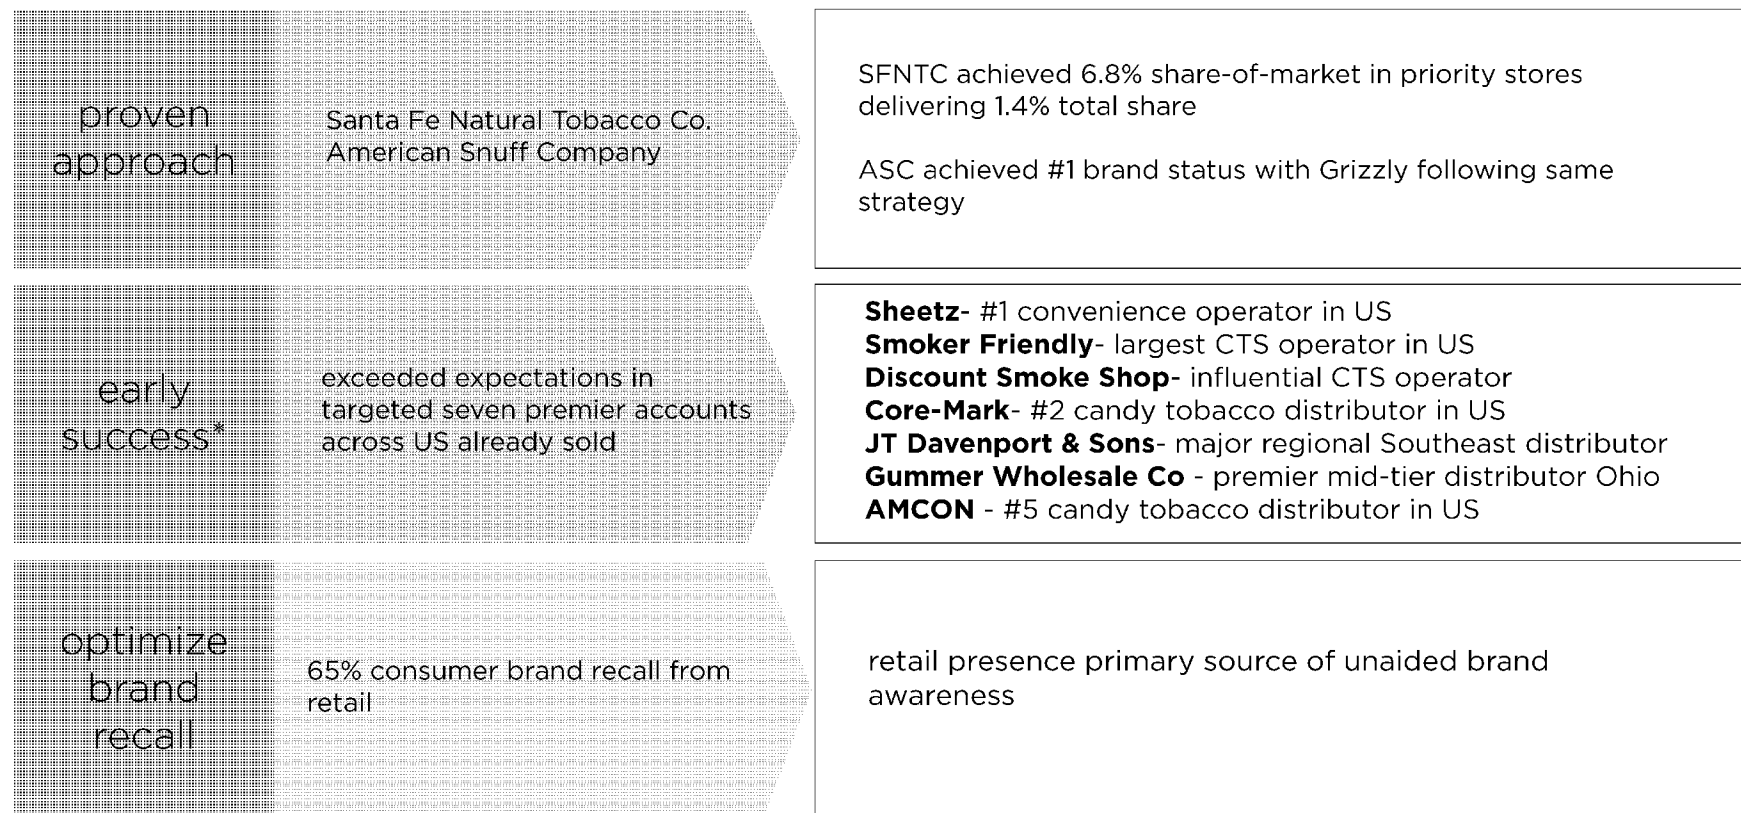 proven
approach
Santa Fe Natural Tobacco Co.
American Snuff Company
SFNTC achieved 6.8% share-of-market in priority stores
delivering 1.4% total share
ASC achieved #1 brand status with Grizzly following same
strategy
early
success*
exceeded expectations in
targeted seven premier accounts
across US already sold
Sheetz- #1 convenience operator in US
Smoker Friendly- largest CTS operator in US
Discount Smoke Shop- influential CTS operator
Core-Mark- #2 candy tobacco distributor in US
JT Davenport & Sons- major regional Southeast distributor
Gummer Wholesale Co - premier mid-tier distributor Ohio
AMCON - #5 candy tobacco distributor in US
optimize
brand
recall
65% consumer brand recall from
retail
retail presence primary source of unaided brand
awareness